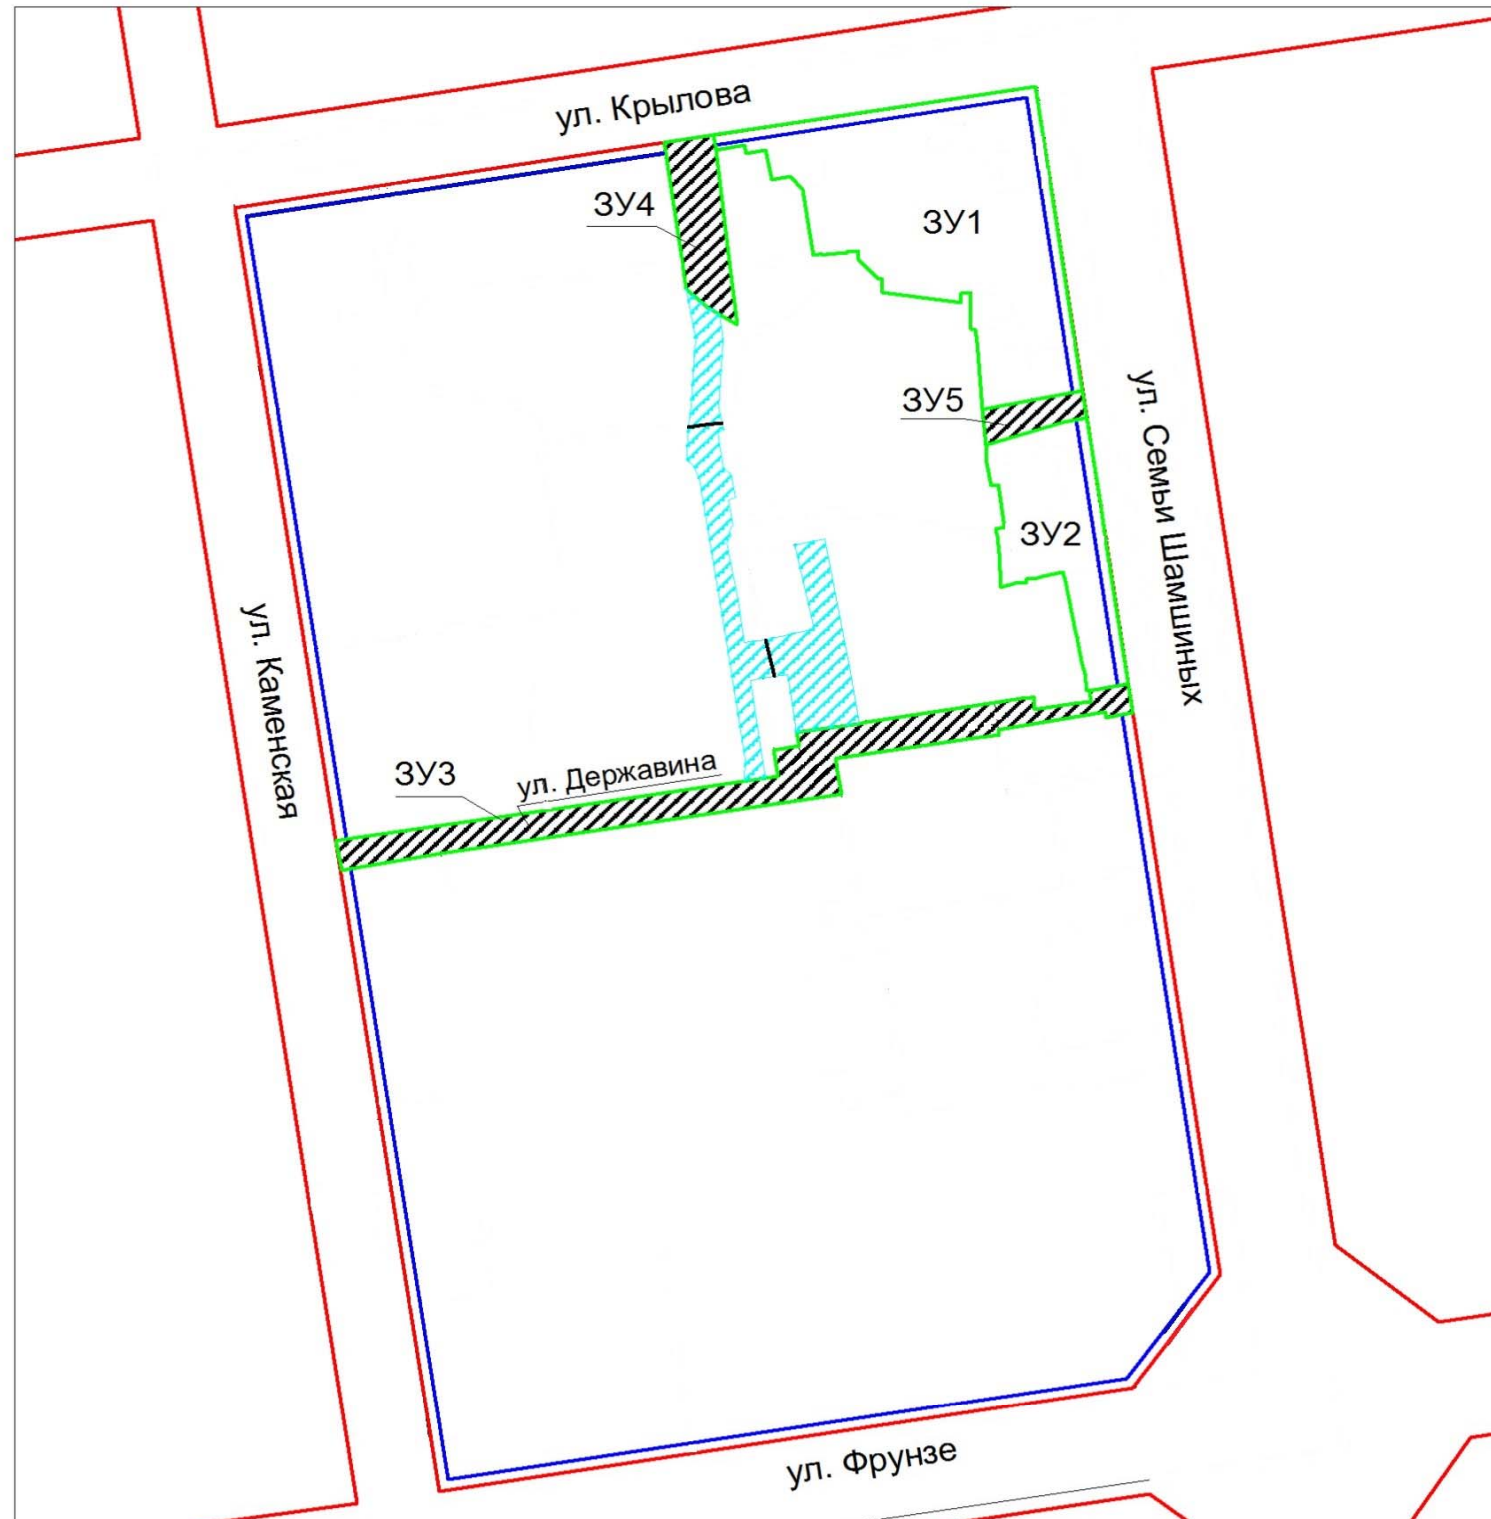 ул. Крылова
ЗУ4
ЗУ1
ЗУ5
ул. Семьи Шамшиных
ЗУ2
ул. Каменская
ЗУ3
ул. Державина
ул. Фрунзе